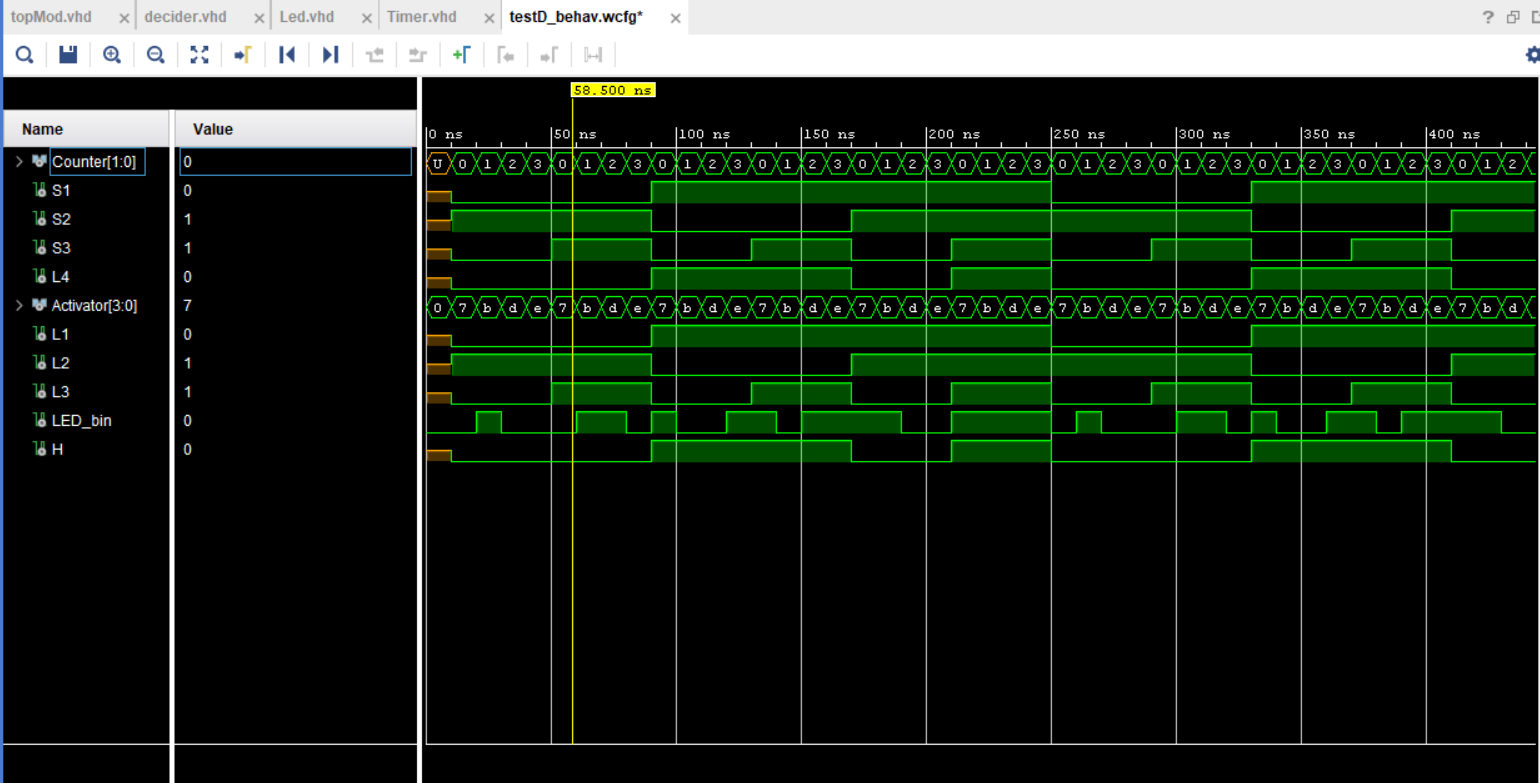 topMod.vhd × decider.vhd × Led.vhd × Timer.vhd × testD_behav.wcfg* ×
?
58.500 ns
Name Value
0 ns 50 ns 100 ns 150 ns 200 ns 250 ns 300 ns 350 ns 400 ns
Counter[1:0] 0 U 0 1 2 3 0 1 2 3 0 1 2 3 0 1 2 3 0 1 2 3 0 1 2 3 0 1 2 3 0 1 2 3 0 1 2 3 0 1 2 3 0 1 2
S1 0
S2 1
S3 1
L4 0
Activator[3:0] 7 0 7 b d e 7 b d e 7 b d e 7 b d e 7 b d e 7 b d e 7 b d e 7 b d e 7 b d e 7 b d e 7 b d
L1 0
L2 1
L3 1
LED_bin 0
H 0